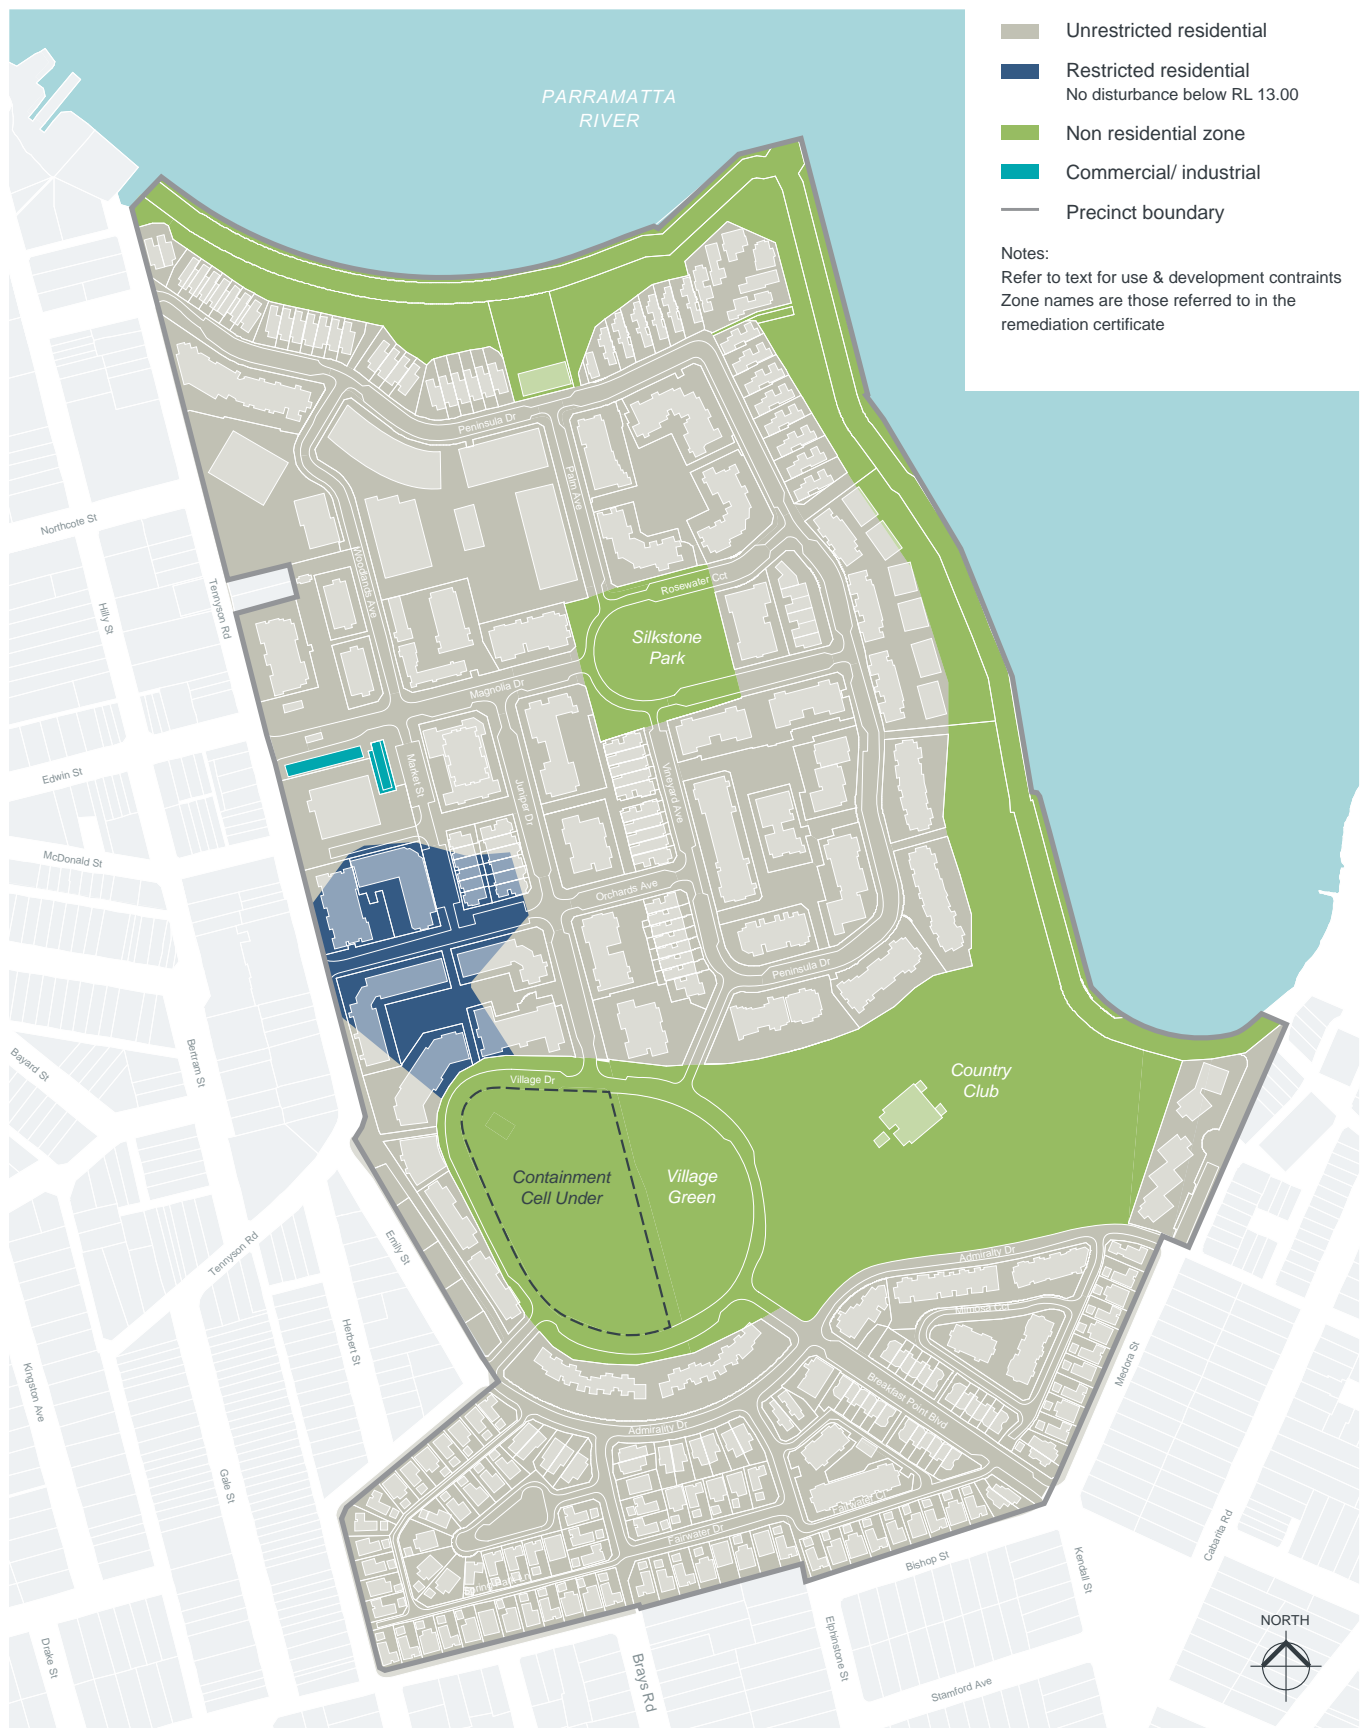 PARRAMATTA
RIVER
Unrestricted residential
Restricted residential
No disturbance below RL 13.00
Non residential zone
Commercial/ industrial
Precinct boundary
Notes:
Refer to text for use & development contraints
Zone names are those referred to in the
remediation certificate
Peninsula Dr
Palm Ave
Northcote St
Woodlands Ave
Rosewater Cct
Hilly St
Tennyson Rd
Silkstone
Park
Magnolia Dr
Edwin St
Market St
Juniper Dr
Vineyard Ave
McDonald St
Orchards Ave
Peninsula Dr
Bayard St
Bertram St
Village Dr
Country
Club
Containment
Cell Under
Village
Green
Tennyson Rd
Emily St
Admiralty Dr
Mimosa Cct
Herbert St
Kingston Ave
Medora St
Breakfast Point Blvd
Admirality Dr
Gale St
Fairwater Cr
Fairwater Dr
Cabarita Rd
Bishop St
Kendall St
NORTH
Drake St
Brays Rd
Elphinstone St
Stamford Ave